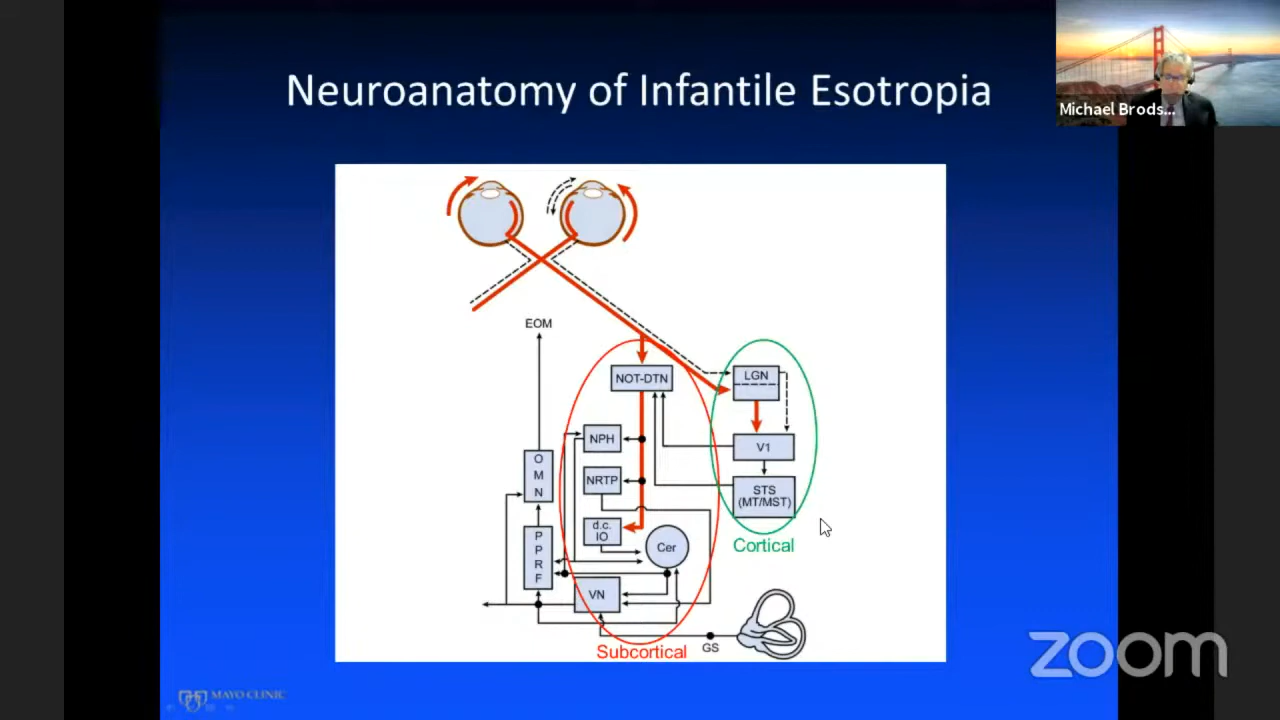 Neuroanatomy of Infantile Esotropia
Michael Brods...
EOM
NOT-DTN
LGN
NPH
V1
O
M
N
NRTP
STS
(MT/MST)
d.c.
IO
P
P
R
F
Cer
Cortical
VN
Subcortical
GS
zoom
MAYO CLINIC